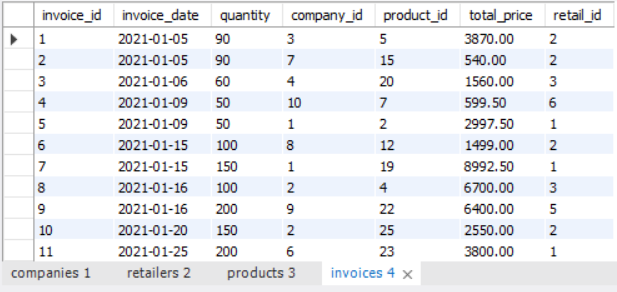 invoice_id invoice_date quantity company_id product_id total_price retail_id
1 2021-01-05 90 3 5 3870.00 2
2 2021-01-05 90 7 15 540.00 2
3 2021-01-06 60 4 20 1560.00 3
4 2021-01-09 50 10 7 599.50 6
5 2021-01-09 50 1 2 2997.50 1
6 2021-01-15 100 8 12 1499.00 2
7 2021-01-15 150 1 19 8992.50 1
8 2021-01-16 100 2 4 6700.00 3
9 2021-01-16 200 9 22 6400.00 5
10 2021-01-20 150 2 25 2550.00 2
11 2021-01-25 200 6 23 3800.00 1
companies 1 retailers 2 products 3 invoices 4